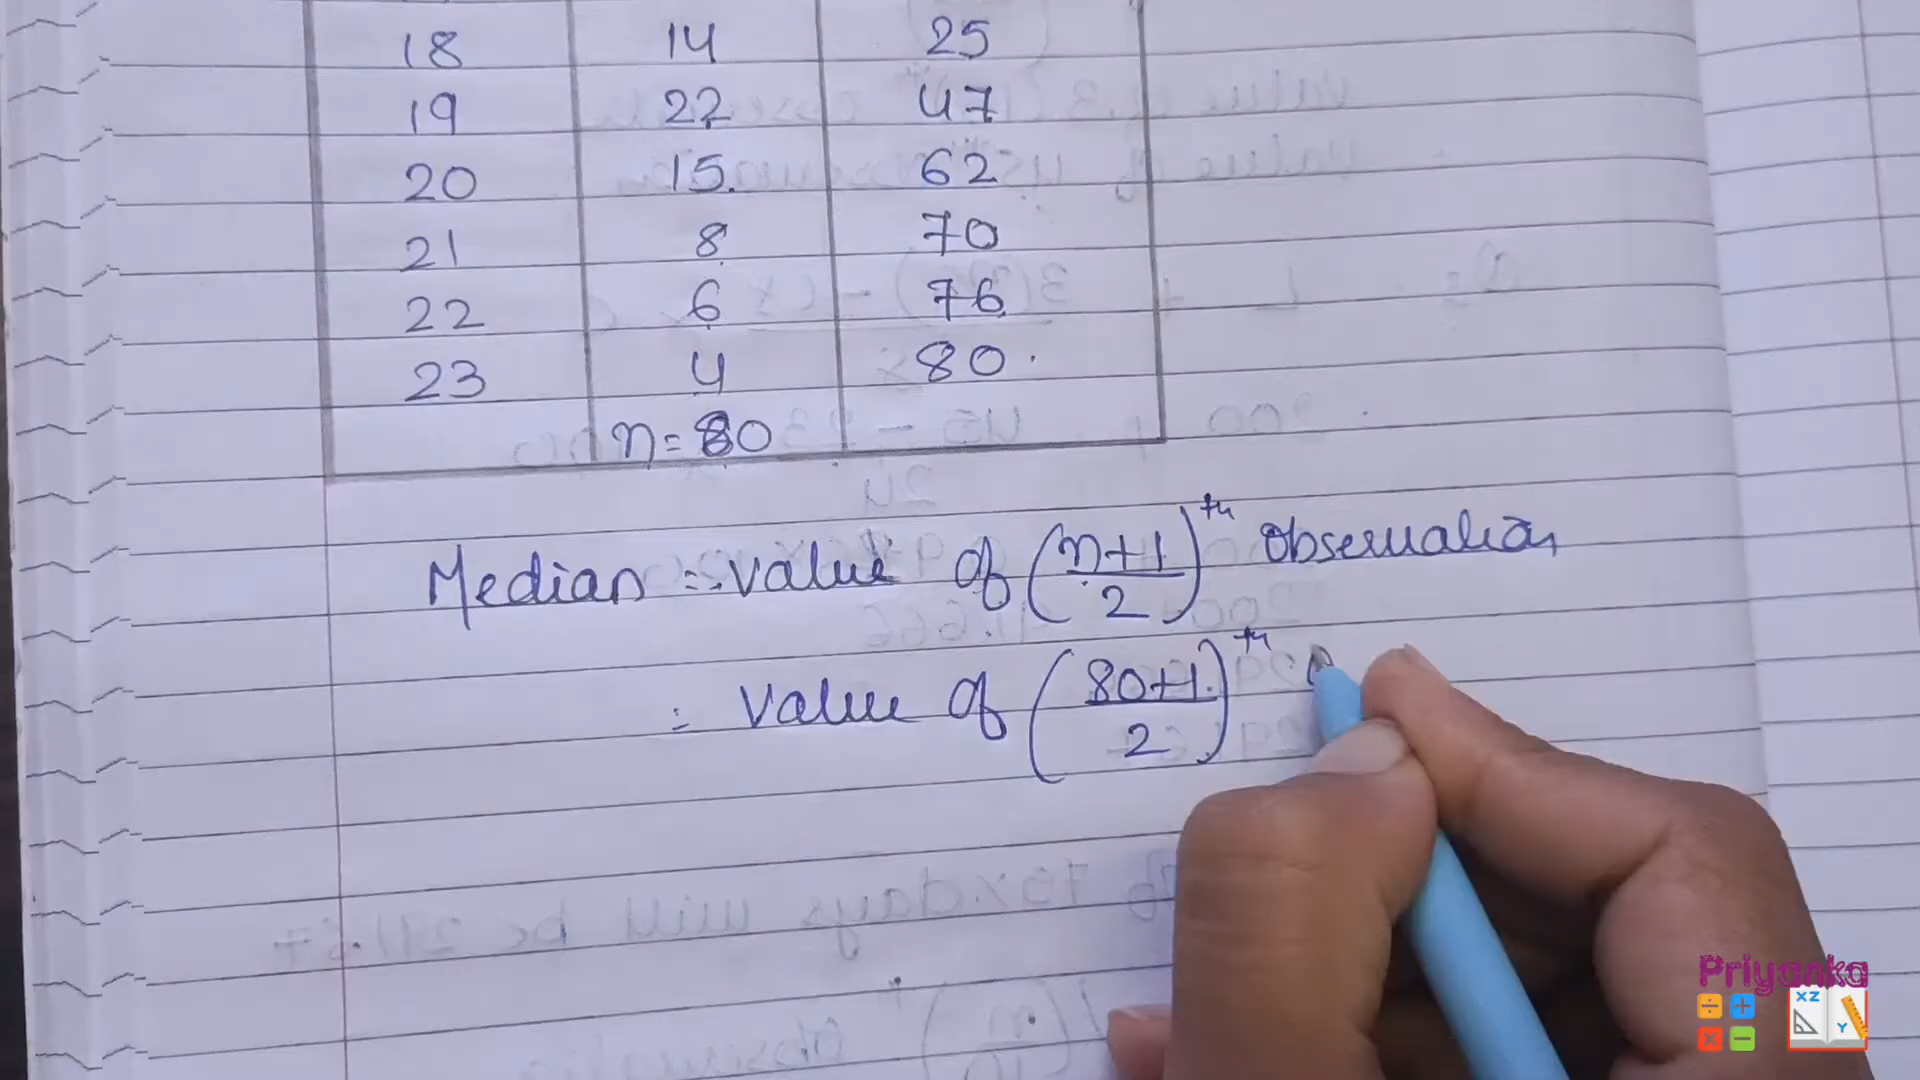 18 14 25
19 22 47
20 15. 62
21 8 70
22 6 76
23 4 80.
n = 80
Median = value of (n+1/2)th observation
= value of (80+1/2)th
Priyanka
XZ
Y